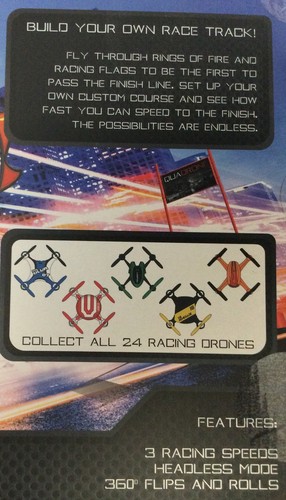 BUILD YOUR OWN RACE TRACK!
FLY THROUGH RINGS OF FIRE AND
RACING FLAGS TO BE THE FIRST TO
PASS THE FINISH LINE. SET UP YOUR
OWN CUSTOM COURSE AND SEE HOW
FAST YOU CAN SPEED TO THE FINISH.
THE POSSIBILITIES ARE ENDLESS.
COLLECT ALL 24 RACING DRONES
FEATURES:
3 RACING SPEEDS
HEADLESS MODE
360° FLIPS AND ROLLS